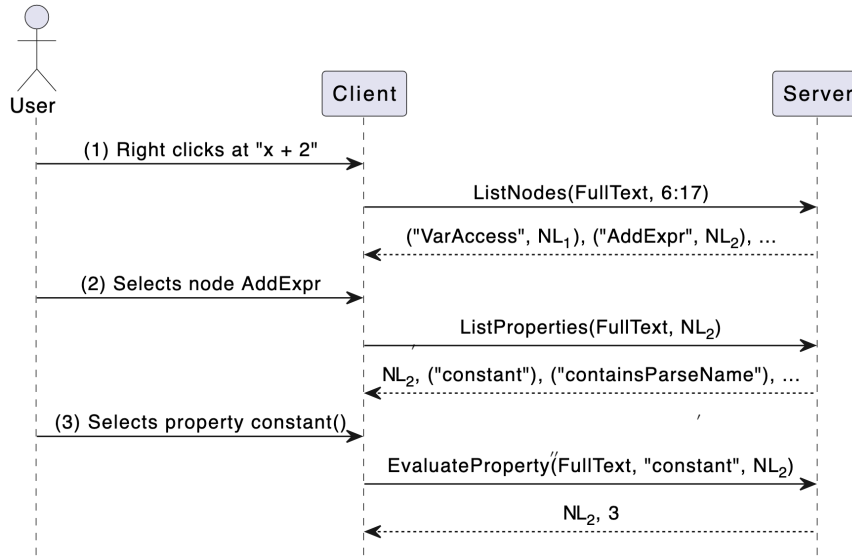 User
Client
Server
(1) Right clicks at "x + 2"
ListNodes(FullText, 6:17)
("VarAccess", NL₁), ("AddExpr", NL₂), ...
(2) Selects node AddExpr
ListProperties(FullText, NL₂)
NL₂, ("constant"), ("containsParseName"), ...
(3) Selects property constant()
EvaluateProperty(FullText, "constant", NL₂)
NL₂, 3